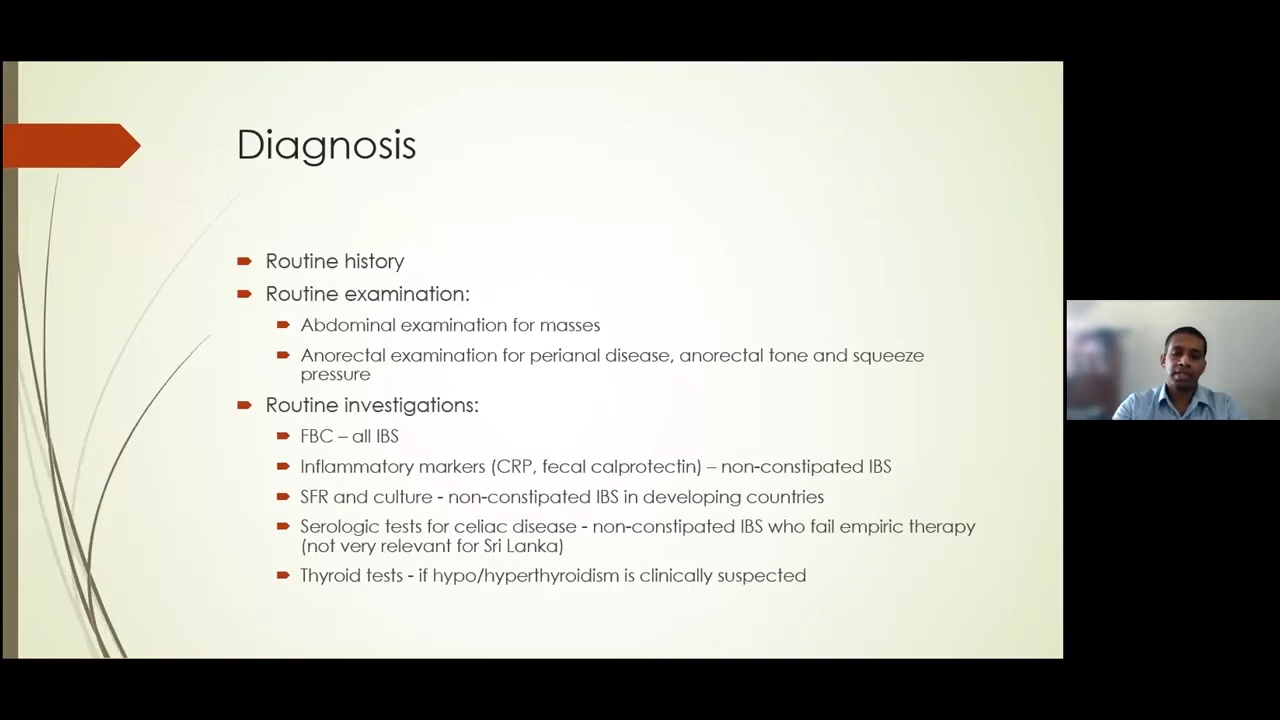 Diagnosis
Routine history
Routine examination:
Abdominal examination for masses
Anorectal examination for perianal disease, anorectal tone and squeeze
pressure
Routine investigations:
FBC – all IBS
Inflammatory markers (CRP, fecal calprotectin) – non-constipated IBS
SFR and culture - non-constipated IBS in developing countries
Serologic tests for celiac disease - non-constipated IBS who fail empiric therapy
(not very relevant for Sri Lanka)
Thyroid tests - if hypo/hyperthyroidism is clinically suspected